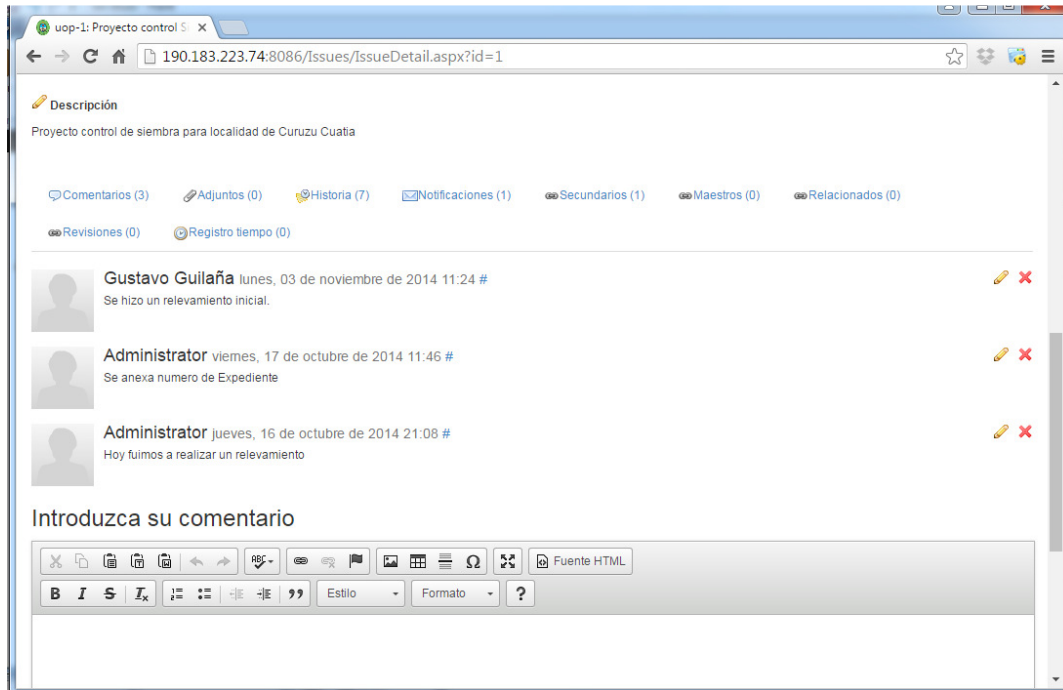 uop-1: Proyecto control S
190.183.223.74:8086/Issues/IssueDetail.aspx?id=1
Descripción
Proyecto control de siembra para localidad de Curuzu Cuatia
Comentarios (3) Adjuntos (0) Historia (7) Notificaciones (1) Secundarios (1) Maestros (0) Relacionados (0)
Revisiones (0) Registro tiempo (0)
Gustavo Guilaña lunes, 03 de noviembre de 2014 11:24 #
Se hizo un relevamiento inicial.
Administrator viernes, 17 de octubre de 2014 11:46 #
Se anexa numero de Expediente
Administrator jueves, 16 de octubre de 2014 21:08 #
Hoy fuimos a realizar un relevamiento
Introduzca su comentario
ABC Ω Fuente HTML
B I S Ix Estilo Formato ?